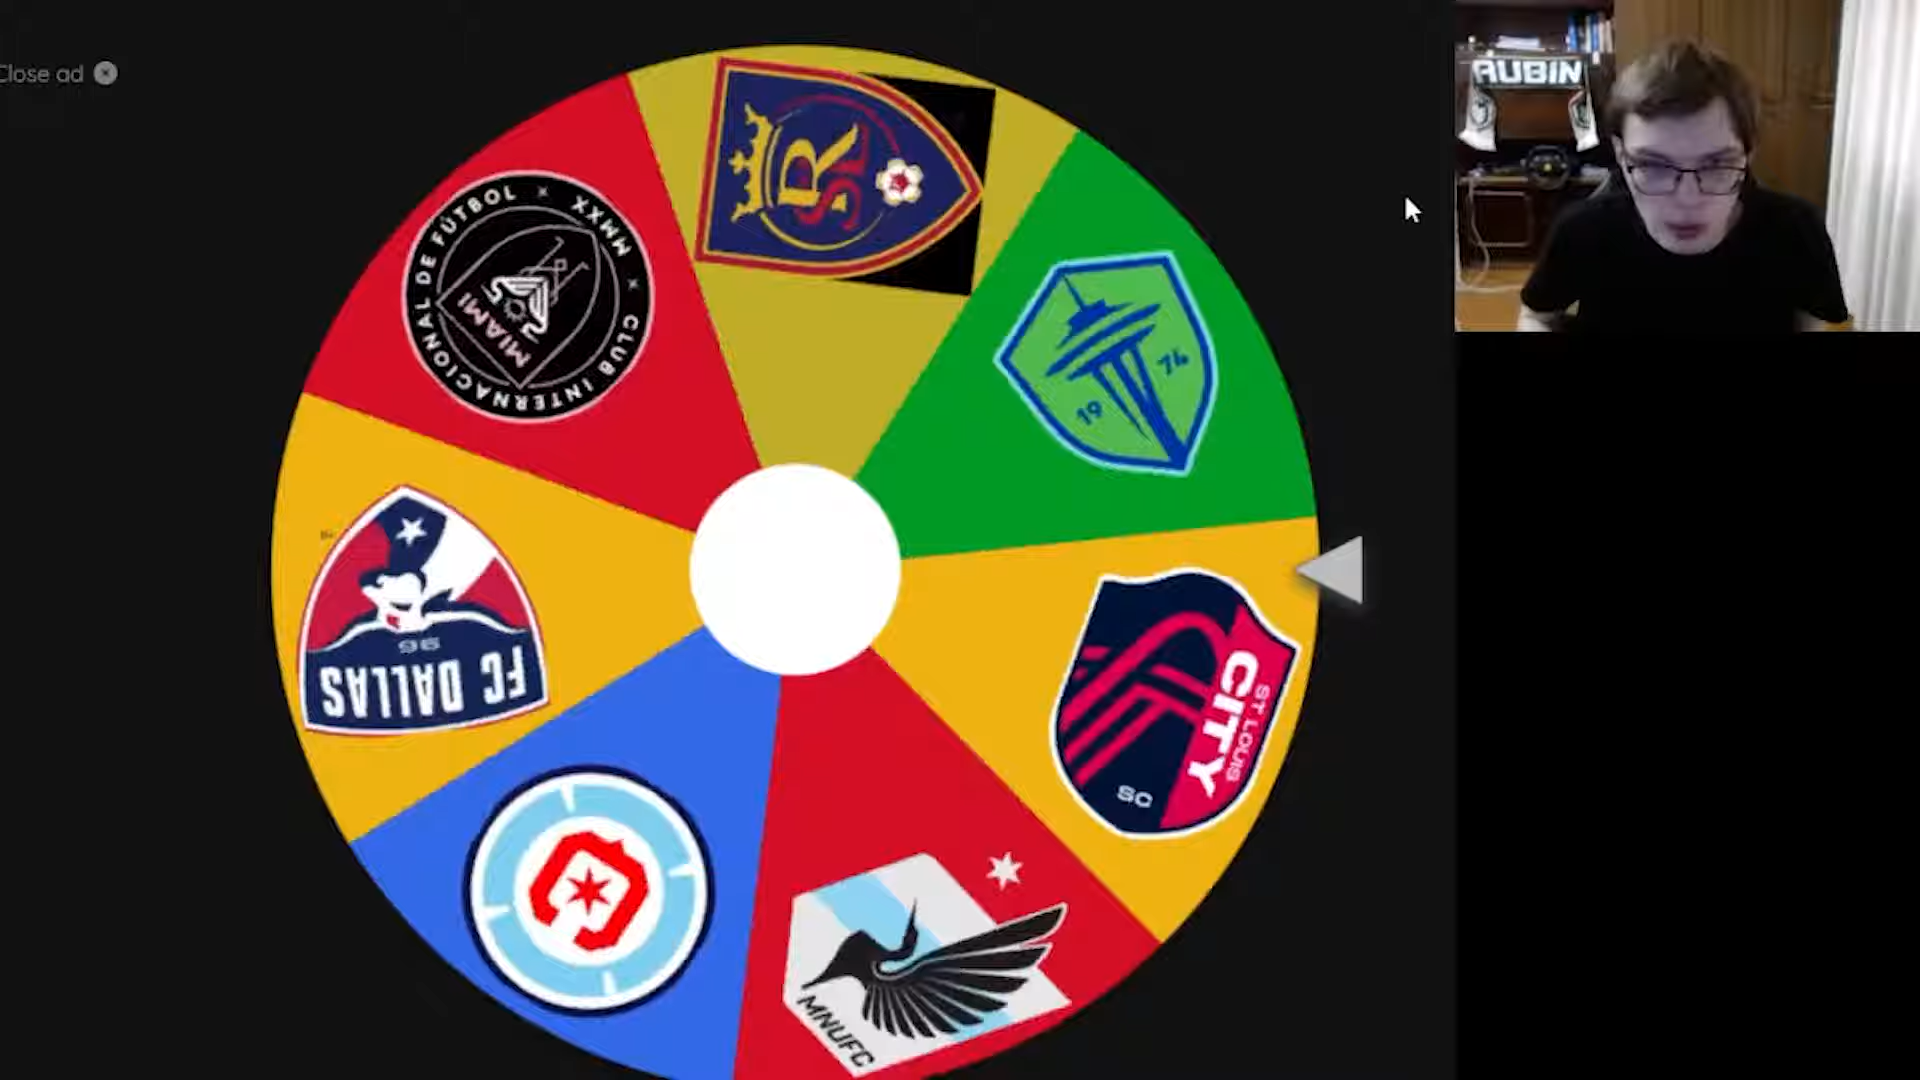 Close ad
RUBIN
CLUB INTERNACIONAL DE FÚTBOL
MMXX
MIAMI
RSL
19 74
FC DALLAS
96
ST LOUIS
CITY
SC
MNUFC